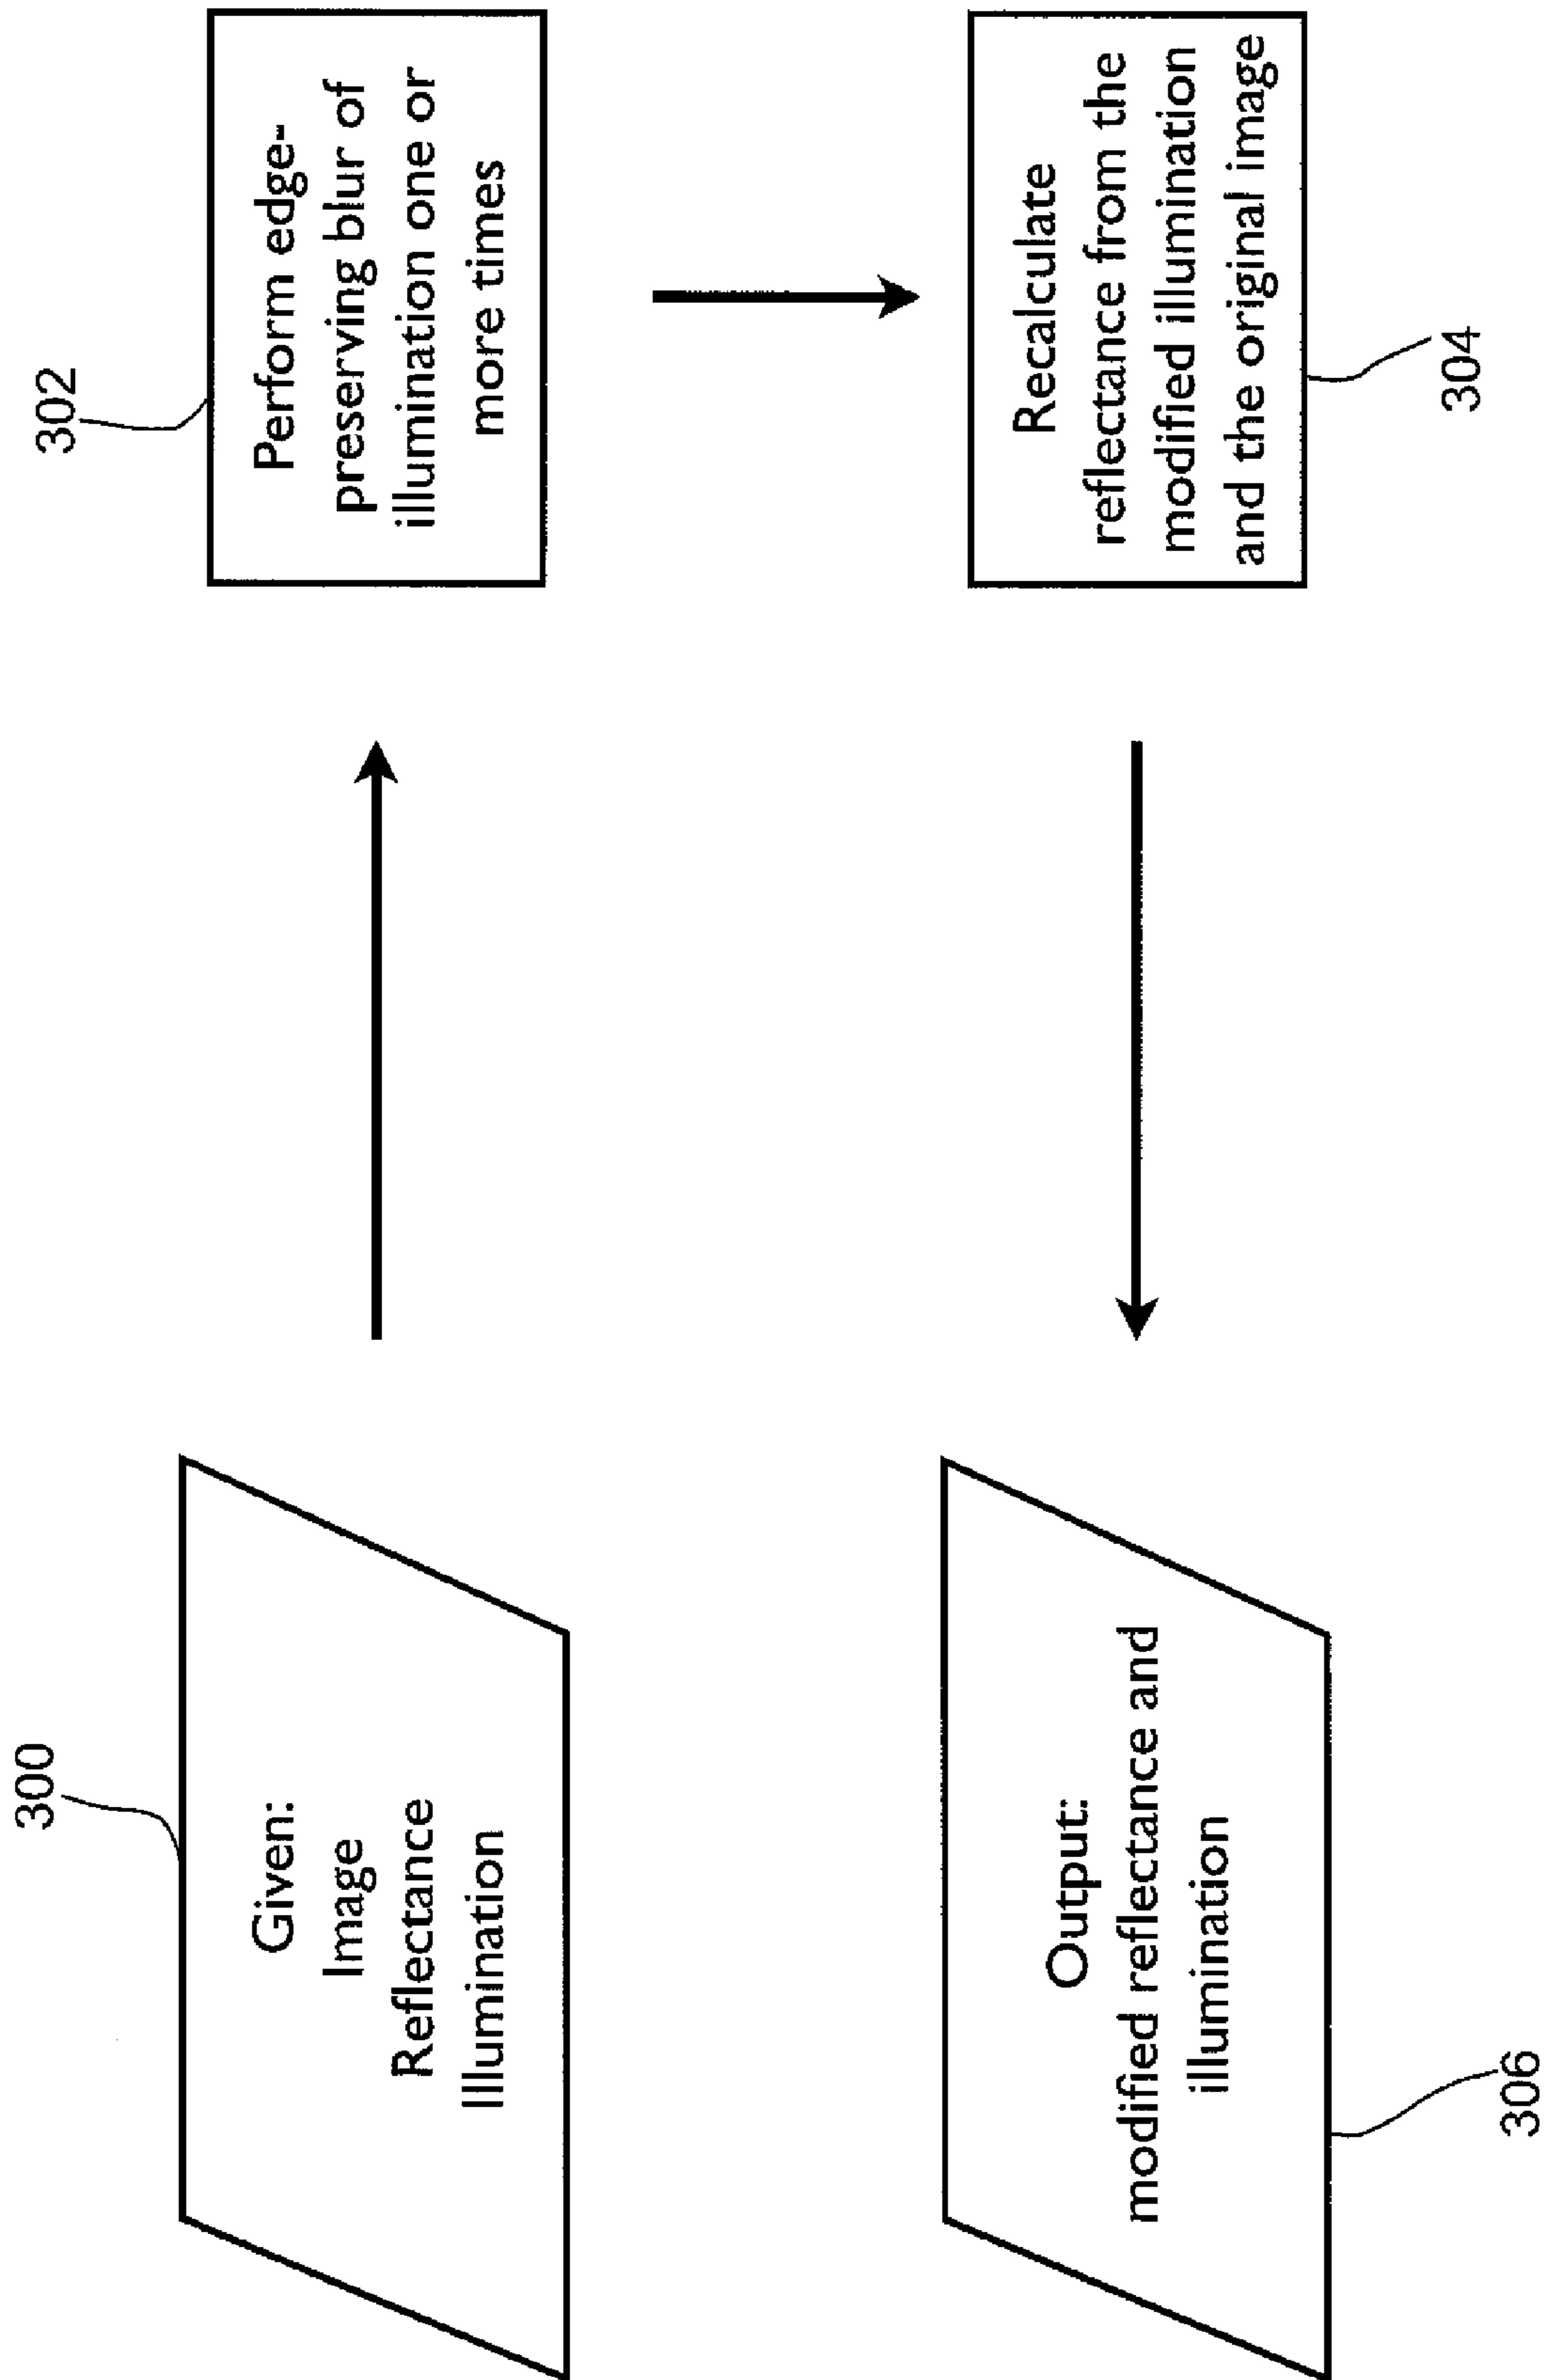 300
Given:
Image
Reflectance
Illumination
302
Perform edge-
preserving blur of
illumination one or
more times
Recalculate
reflectance from the
modified illumination
and the original image
304
Output:
modified reflectance and
illumination
306